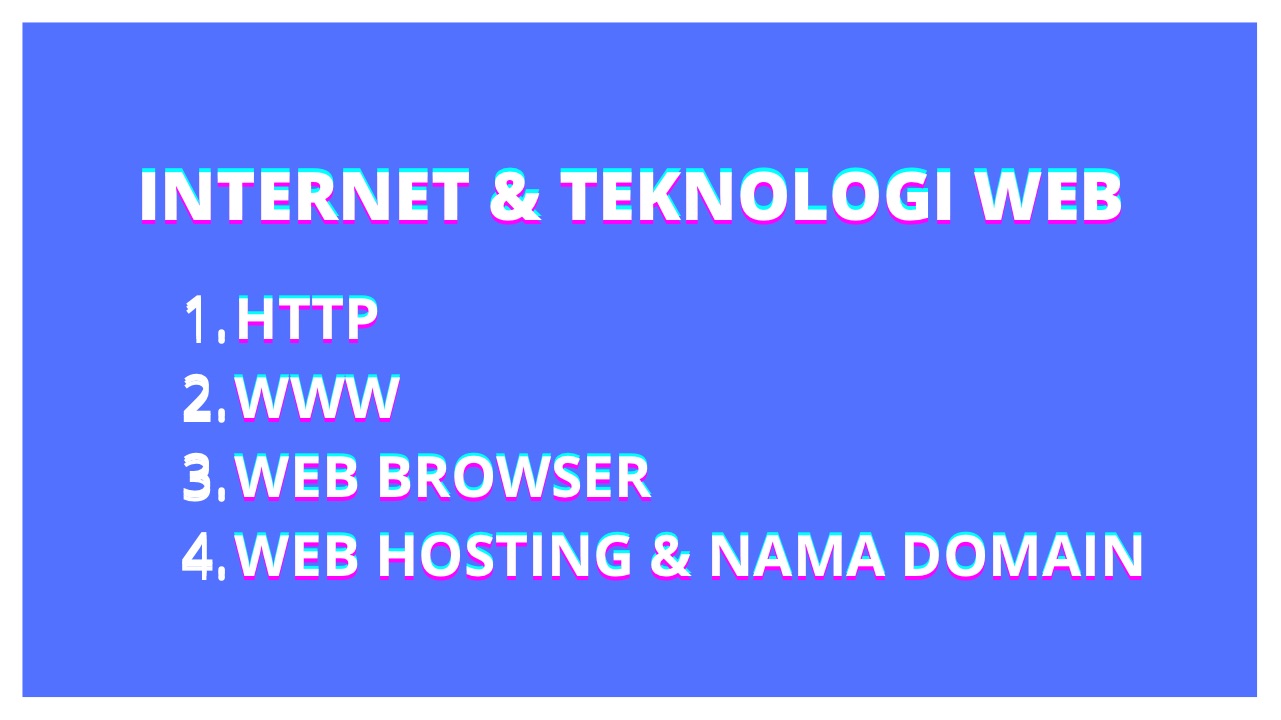 INTERNET & TEKNOLOGI WEB
1. HTTP
2. WWW
3. WEB BROWSER
4. WEB HOSTING & NAMA DOMAIN